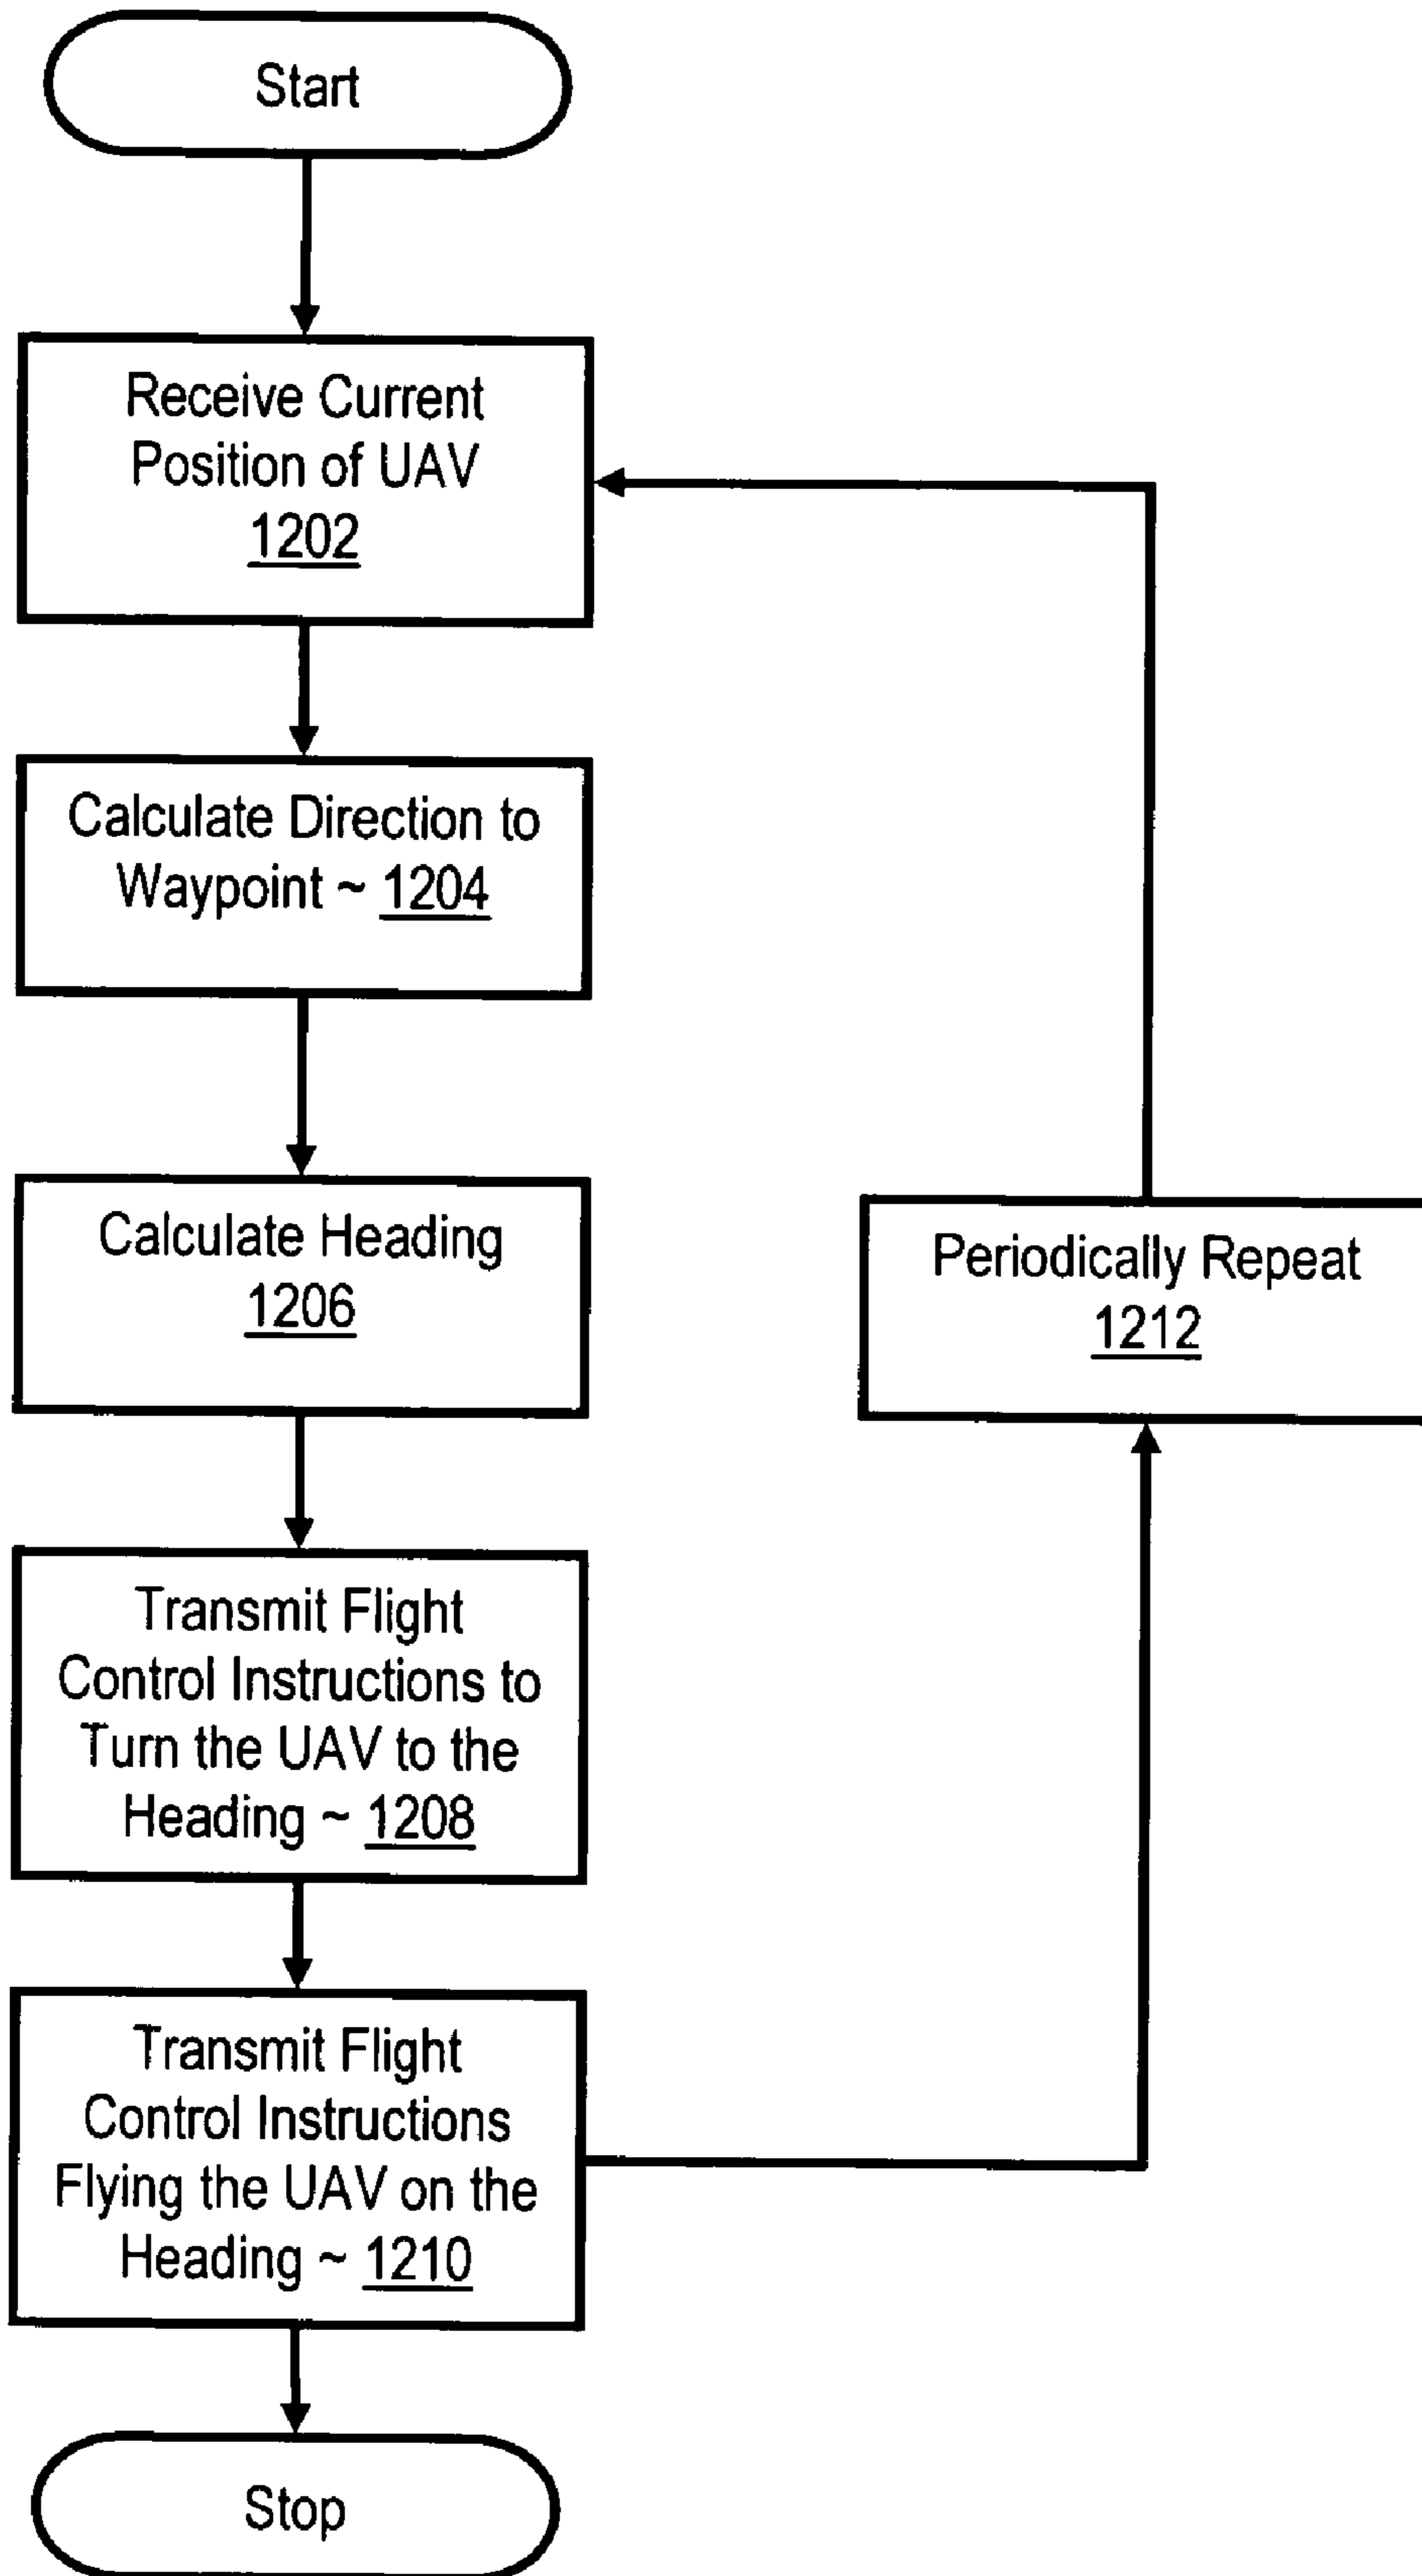 Start
Receive Current
Position of UAV
1202
Calculate Direction to
Waypoint ~ 1204
Calculate Heading
1206
Periodically Repeat
1212
Transmit Flight
Control Instructions to
Turn the UAV to the
Heading ~ 1208
Transmit Flight
Control Instructions
Flying the UAV on the
Heading ~ 1210
Stop